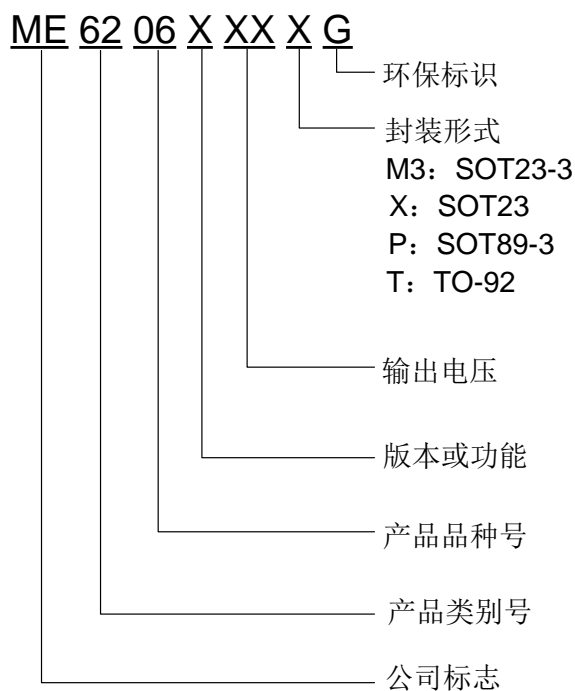 ME 62 06 X XX X G
环保标识
封装形式
M3：SOT23-3
X：SOT23
P：SOT89-3
T：TO-92
输出电压
版本或功能
产品品种号
产品类别号
公司标志